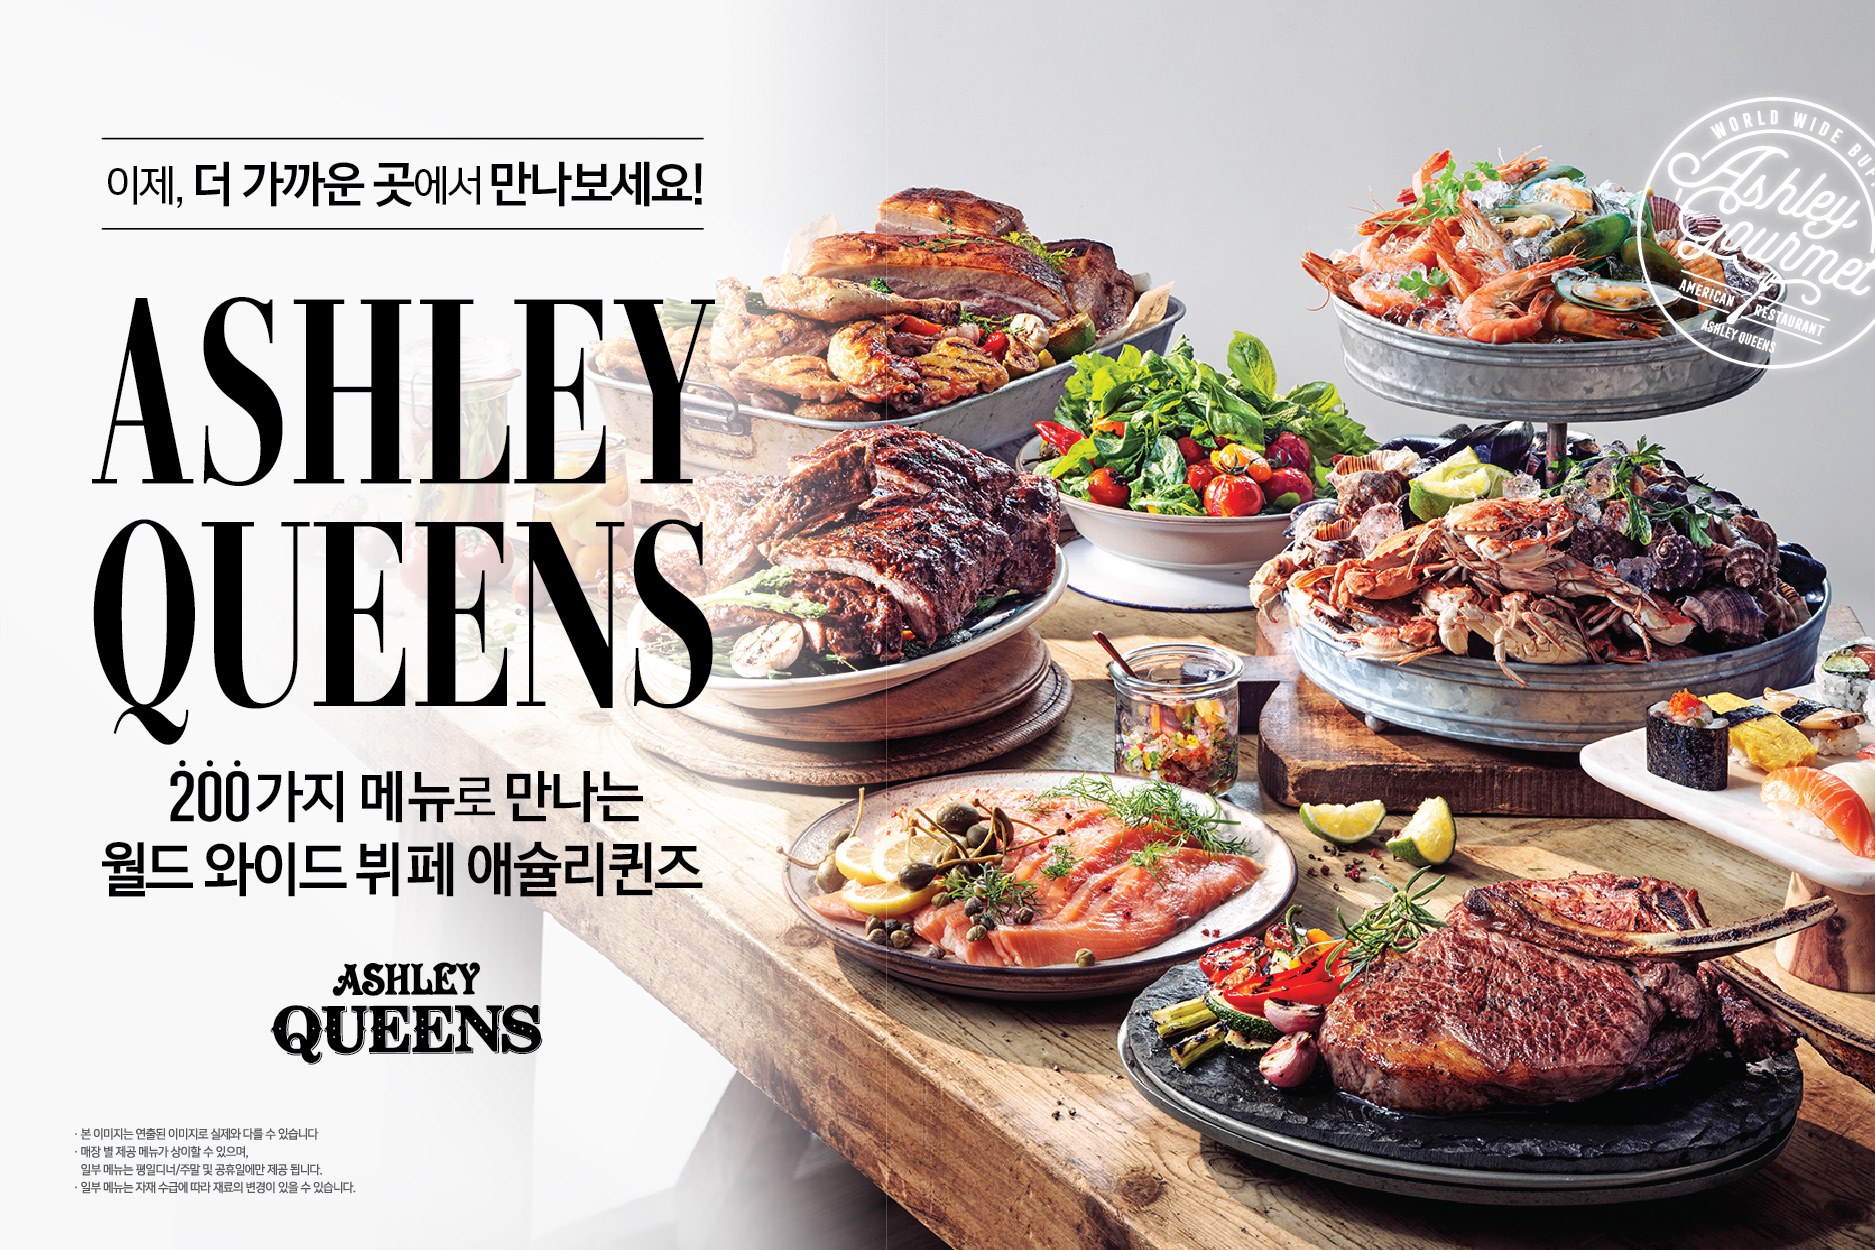 이제, 더 가까운 곳에서 만나보세요!
ASHLEY
QUEENS
200가지 메뉴로 만나는
월드 와이드 뷔페 애슐리퀸즈
ASHLEY
QUEENS
· 본 이미지는 연출된 이미지로 실제와 다를 수 있습니다
· 매장 별 제공 메뉴가 상이할 수 있으며,
일부 메뉴는 평일디너/주말 및 공휴일에만 제공 됩니다.
· 일부 메뉴는 자재 수급에 따라 재료의 변경이 있을 수 있습니다.
WORLD WIDE BUF
Ashley
Gourmet
AMERICAN RESTAURANT
ASHLEY QUEENS